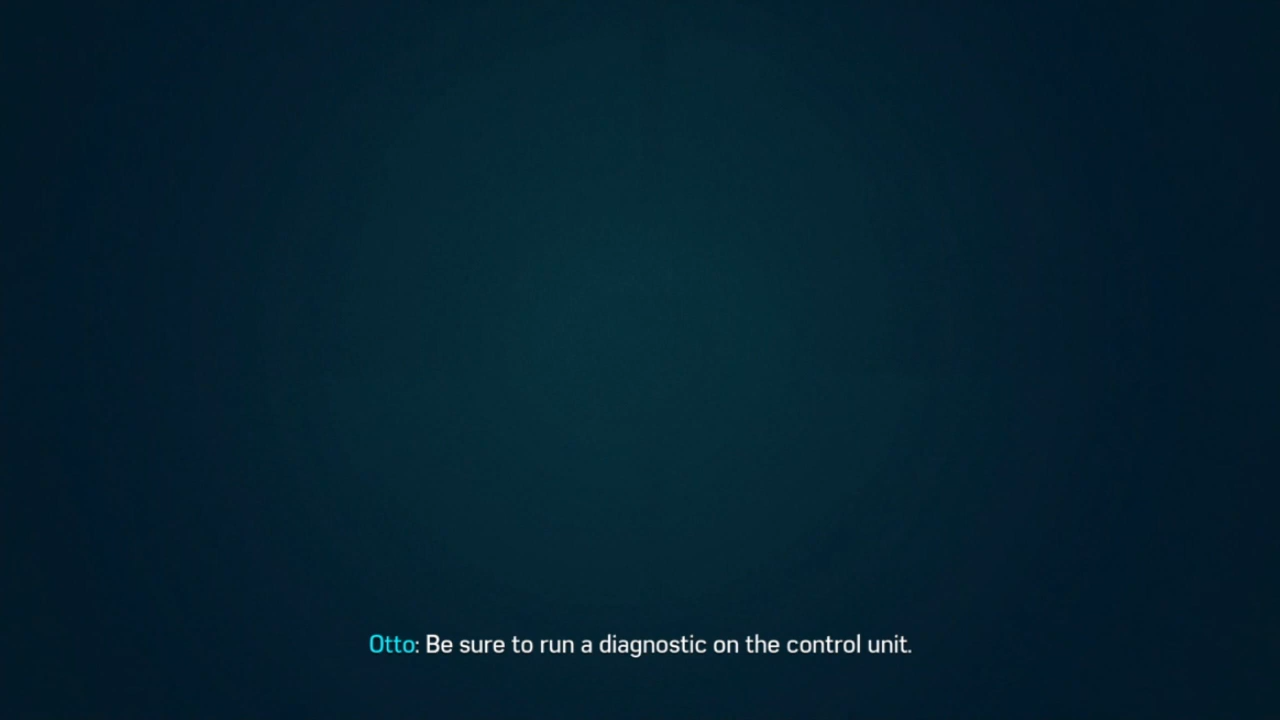 Otto: Be sure to run a diagnostic on the control unit.